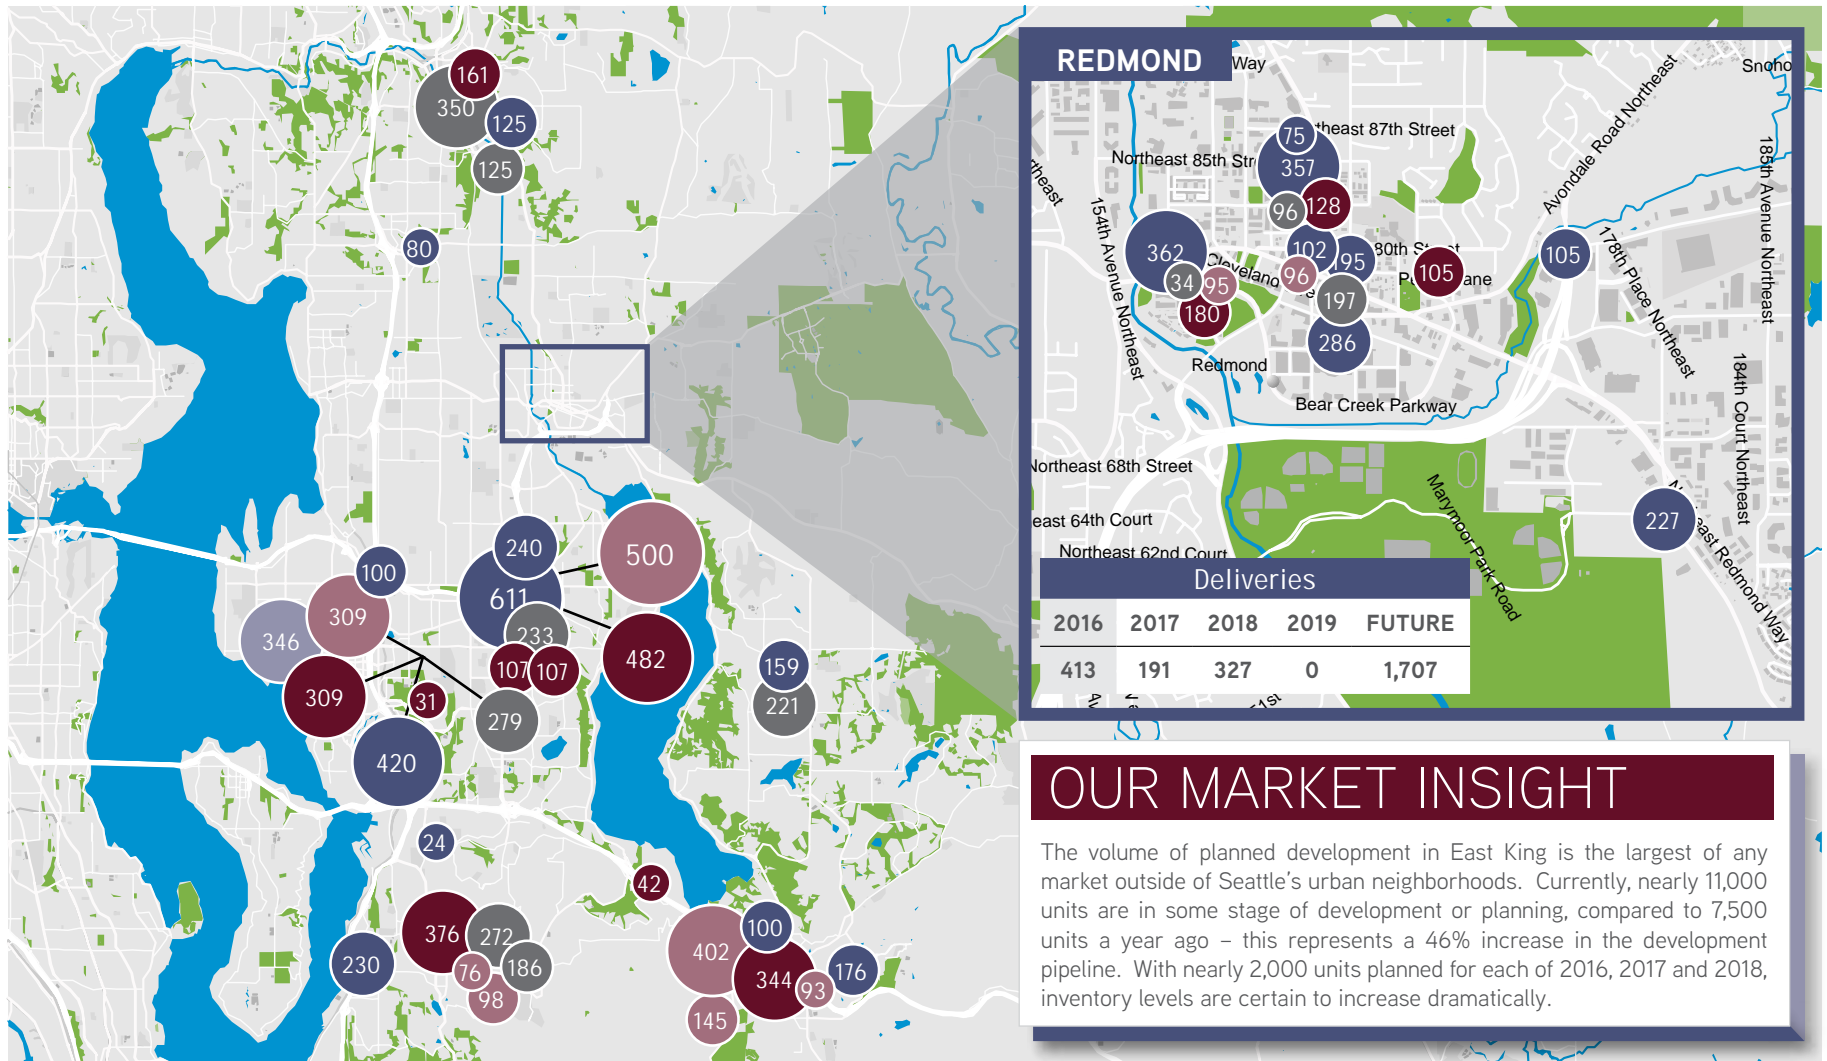 161
350
125
125
80
240
500
100
611
309
233
346
107
107
482
159
309
31
279
221
420
24
42
376
272
100
402
230
76
186
176
344
93
98
145
REDMOND
Way
Snoho
Avondale Road Northeast
75
theast 87th Street
Northeast 85th Str
357
185th Avenue Northeast
rtheast
96
128
154th Avenue Northeast
362
102
195
80th Street
105
178th Place Northeast
Cleveland
96
105
34
95
197
180
286
Redmond
184th Court Northeast
Bear Creek Parkway
Northeast 68th Street
Marymoor Park Road
east 64th Court
227
Northeast 62nd Court
east Redmond Way
Deliveries
2016 2017 2018 2019 FUTURE
413 191 327 0 1,707
51st
OUR MARKET INSIGHT
The volume of planned development in East King is the largest of any
market outside of Seattle’s urban neighborhoods. Currently, nearly 11,000
units are in some stage of development or planning, compared to 7,500
units a year ago – this represents a 46% increase in the development
pipeline. With nearly 2,000 units planned for each of 2016, 2017 and 2018,
inventory levels are certain to increase dramatically.